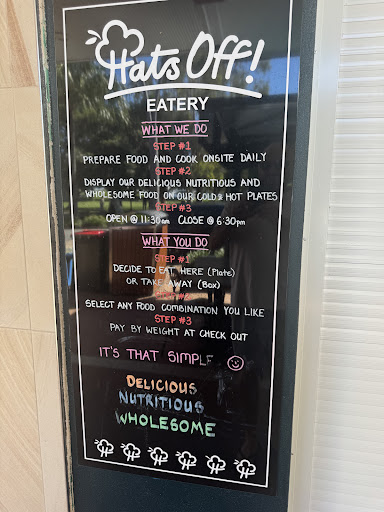 Hats Off!
EATERY
WHAT WE DO
STEP #1
PREPARE FOOD AND COOK ONSITE DAILY
STEP #2
DISPLAY OUR DELICIOUS NUTRITIOUS AND
WHOLESOME FOOD ON OUR COLD & HOT PLATES
STEP #3
OPEN @ 11:30am CLOSE @ 6:30pm
WHAT YOU DO
STEP #1
DECIDE TO EAT HERE (Plate)
OR TAKEAWAY (Box)
STEP #2
SELECT ANY FOOD COMBINATION YOU LIKE
STEP #3
PAY BY WEIGHT AT CHECK OUT
IT'S THAT SIMPLE
DELICIOUS
NUTRITIOUS
WHOLESOME